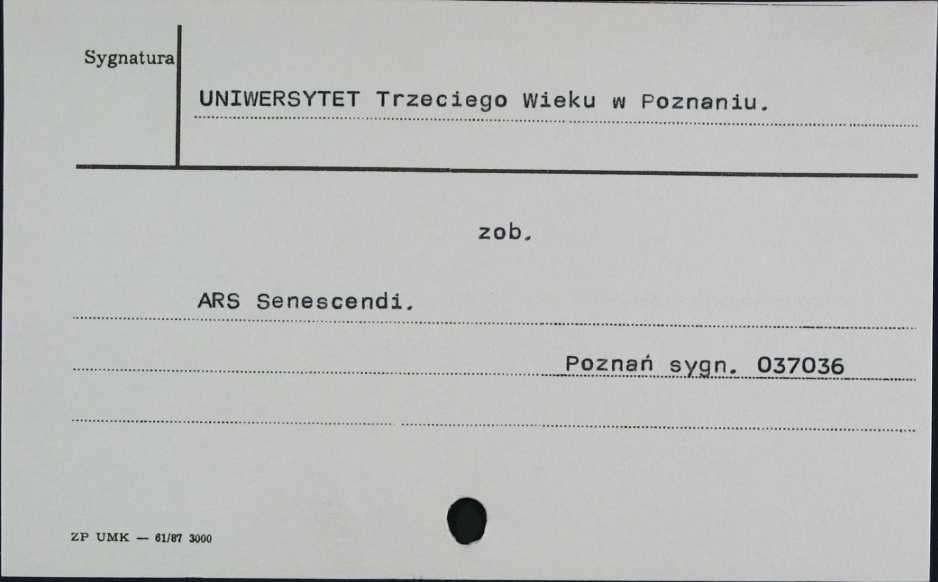 Sygnatura
UNIWERSYTET Trzeciego Wieku w Poznaniu.
zob.
ARS Senescendi.
Poznań sygn. 037036
ZP UMK — 61/87 3000